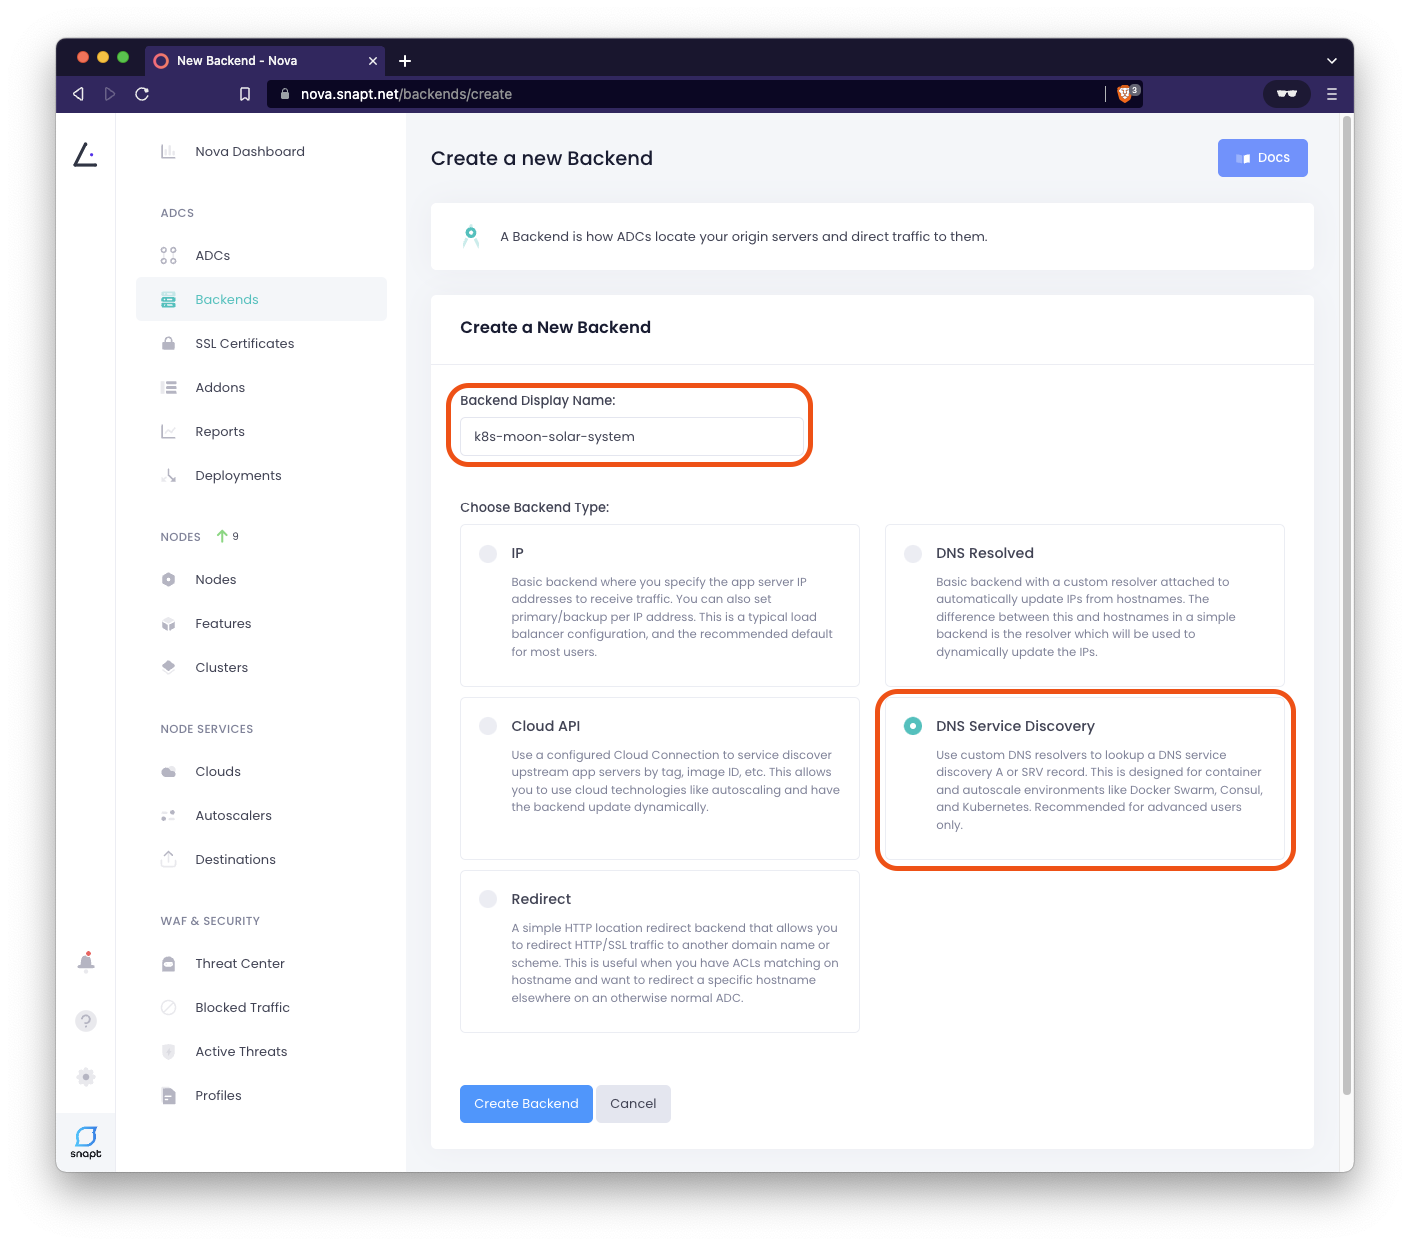 New Backend - Nova
nova.snapt.net/backends/create
3
Nova Dashboard
ADCS
ADCs
Backends
SSL Certificates
Addons
Reports
Deployments
NODES 9
Nodes
Features
Clusters
NODE SERVICES
Clouds
Autoscalers
Destinations
WAF & SECURITY
Threat Center
Blocked Traffic
Active Threats
Profiles
snapt
Create a new Backend
Docs
A Backend is how ADCs locate your origin servers and direct traffic to them.
Create a New Backend
Backend Display Name:
k8s-moon-solar-system
Choose Backend Type:
IP
Basic backend where you specify the app server IP
addresses to receive traffic. You can also set
primary/backup per IP address. This is a typical load
balancer configuration, and the recommended default
for most users.
DNS Resolved
Basic backend with a custom resolver attached to
automatically update IPs from hostnames. The
difference between this and hostnames in a simple
backend is the resolver which will be used to
dynamically update the IPs.
Cloud API
Use a configured Cloud Connection to service discover
upstream app servers by tag, image ID, etc. This allows
you to use cloud technologies like autoscaling and have
the backend update dynamically.
DNS Service Discovery
Use custom DNS resolvers to lookup a DNS service
discovery A or SRV record. This is designed for container
and autoscale environments like Docker Swarm, Consul,
and Kubernetes. Recommended for advanced users
only.
Redirect
A simple HTTP location redirect backend that allows you
to redirect HTTP/SSL traffic to another domain name or
scheme. This is useful when you have ACLs matching on
hostname and want to redirect a specific hostname
elsewhere on an otherwise normal ADC.
Create Backend
Cancel